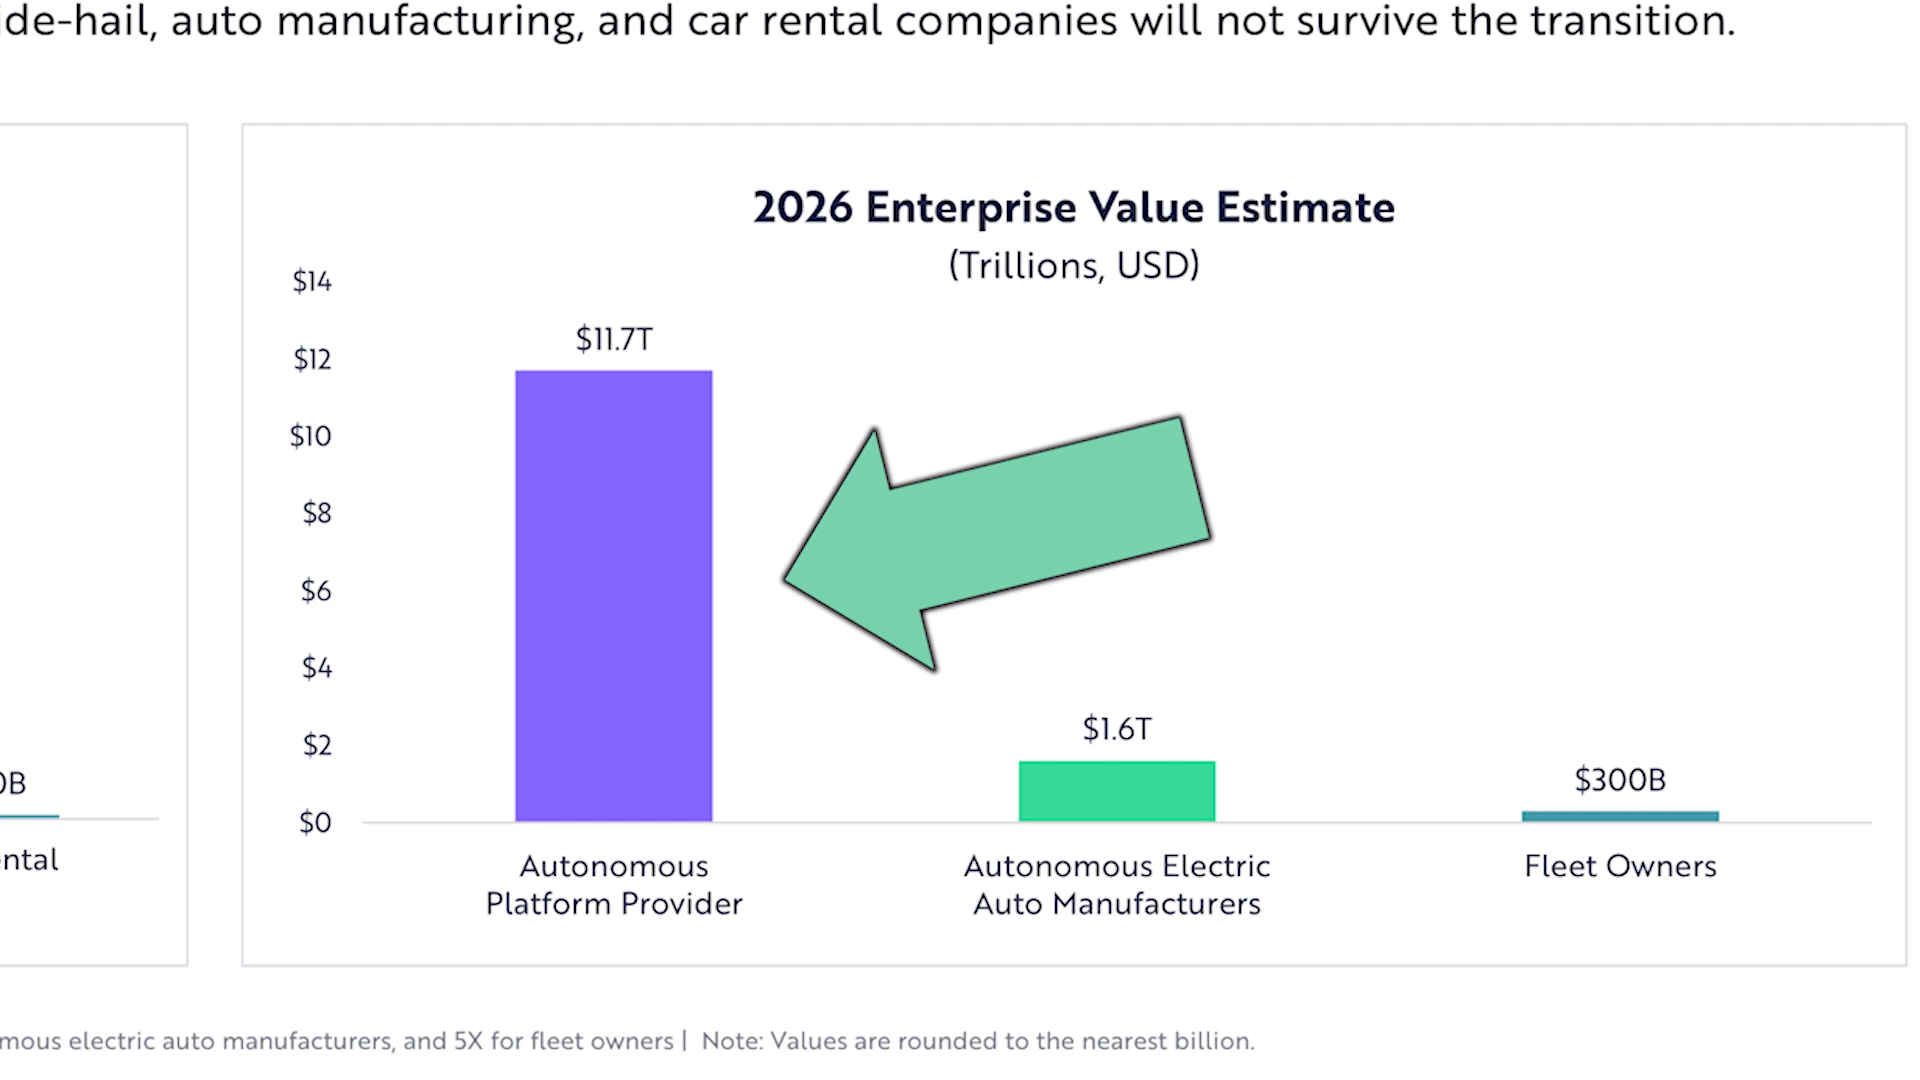 ide-hail, auto manufacturing, and car rental companies will not survive the transition.
0B
ental
2026 Enterprise Value Estimate
(Trillions, USD)
$14
$12
$10
$8
$6
$4
$2
$0
$11.7T
$1.6T
$300B
Autonomous
Platform Provider
Autonomous Electric
Auto Manufacturers
Fleet Owners
mous electric auto manufacturers, and 5X for fleet owners | Note: Values are rounded to the nearest billion.